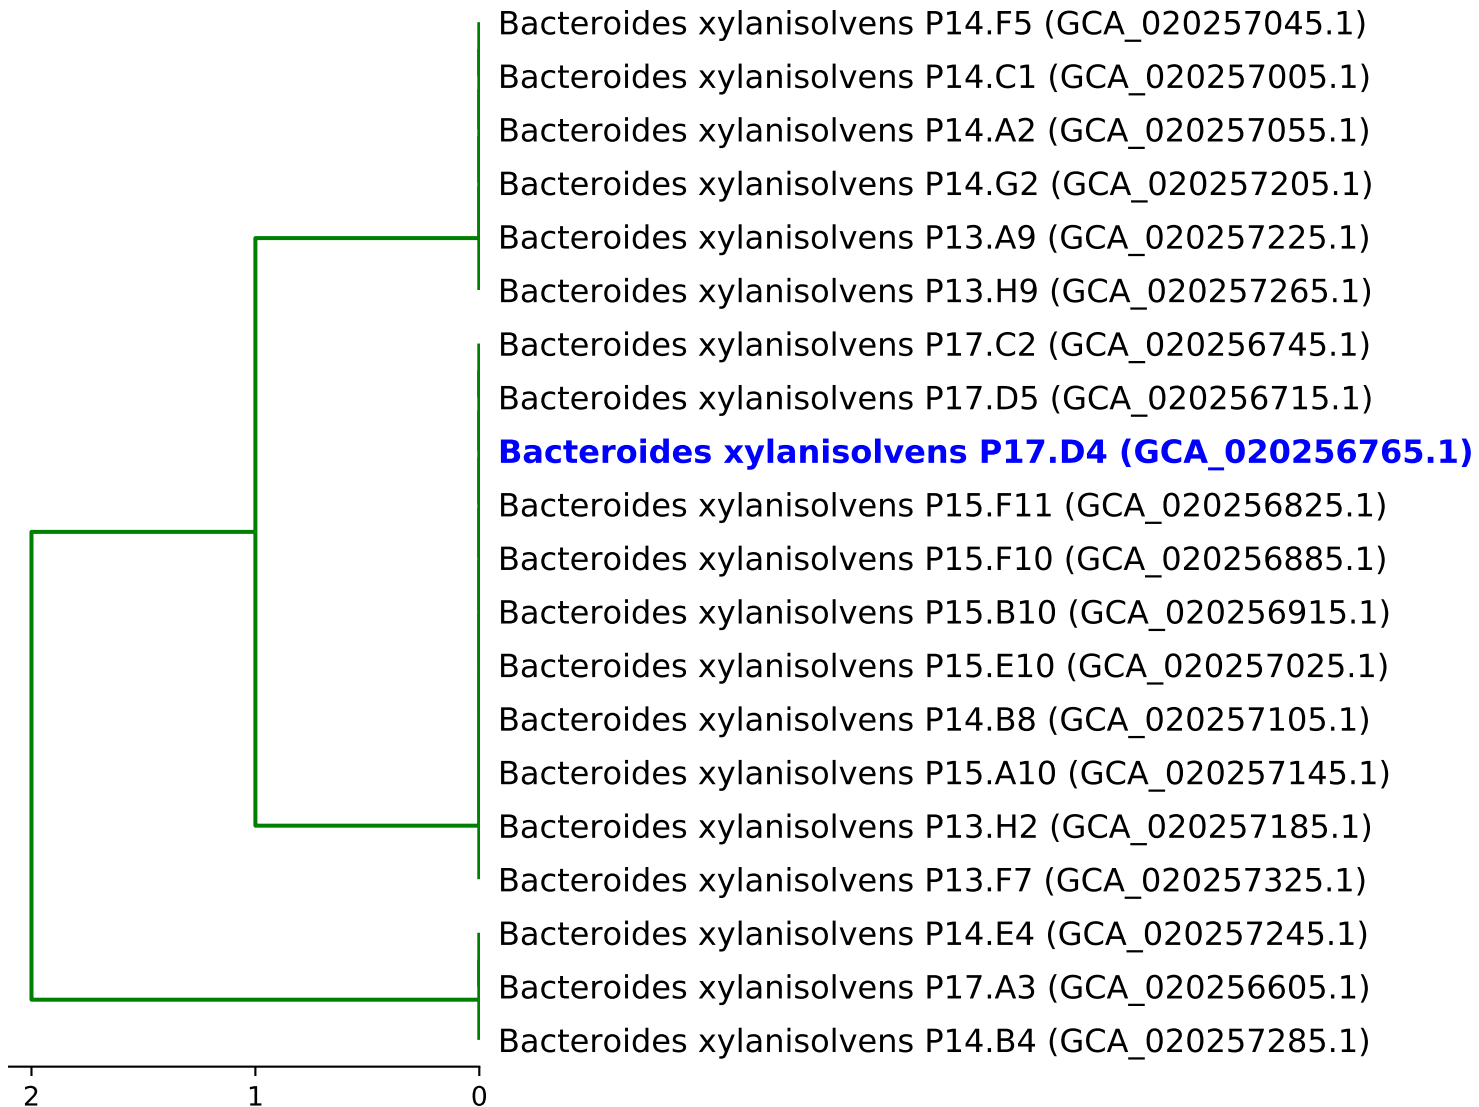 Bacteroides xylanisolvens P14.F5 (GCA_020257045.1)
Bacteroides xylanisolvens P14.C1 (GCA_020257005.1)
Bacteroides xylanisolvens P14.A2 (GCA_020257055.1)
Bacteroides xylanisolvens P14.G2 (GCA_020257205.1)
Bacteroides xylanisolvens P13.A9 (GCA_020257225.1)
Bacteroides xylanisolvens P13.H9 (GCA_020257265.1)
Bacteroides xylanisolvens P17.C2 (GCA_020256745.1)
Bacteroides xylanisolvens P17.D5 (GCA_020256715.1)
Bacteroides xylanisolvens P17.D4 (GCA_020256765.1)
Bacteroides xylanisolvens P15.F11 (GCA_020256825.1)
Bacteroides xylanisolvens P15.F10 (GCA_020256885.1)
Bacteroides xylanisolvens P15.B10 (GCA_020256915.1)
Bacteroides xylanisolvens P15.E10 (GCA_020257025.1)
Bacteroides xylanisolvens P14.B8 (GCA_020257105.1)
Bacteroides xylanisolvens P15.A10 (GCA_020257145.1)
Bacteroides xylanisolvens P13.H2 (GCA_020257185.1)
Bacteroides xylanisolvens P13.F7 (GCA_020257325.1)
Bacteroides xylanisolvens P14.E4 (GCA_020257245.1)
Bacteroides xylanisolvens P17.A3 (GCA_020256605.1)
Bacteroides xylanisolvens P14.B4 (GCA_020257285.1)
2 1 0